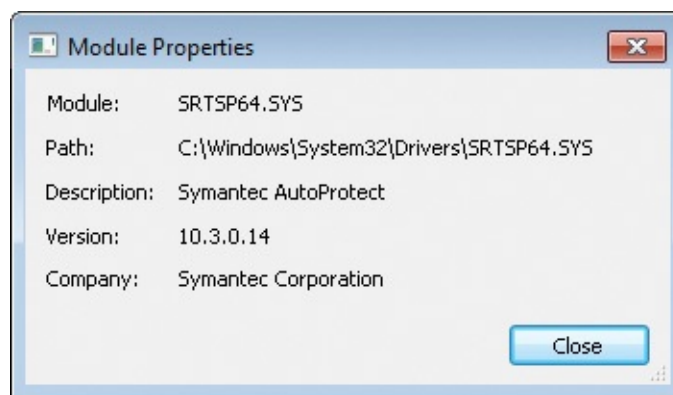 Module Properties
Module: SRTSP64.SYS
Path: C:\Windows\System32\Drivers\SRTSP64.SYS
Description: Symantec AutoProtect
Version: 10.3.0.14
Company: Symantec Corporation
Close